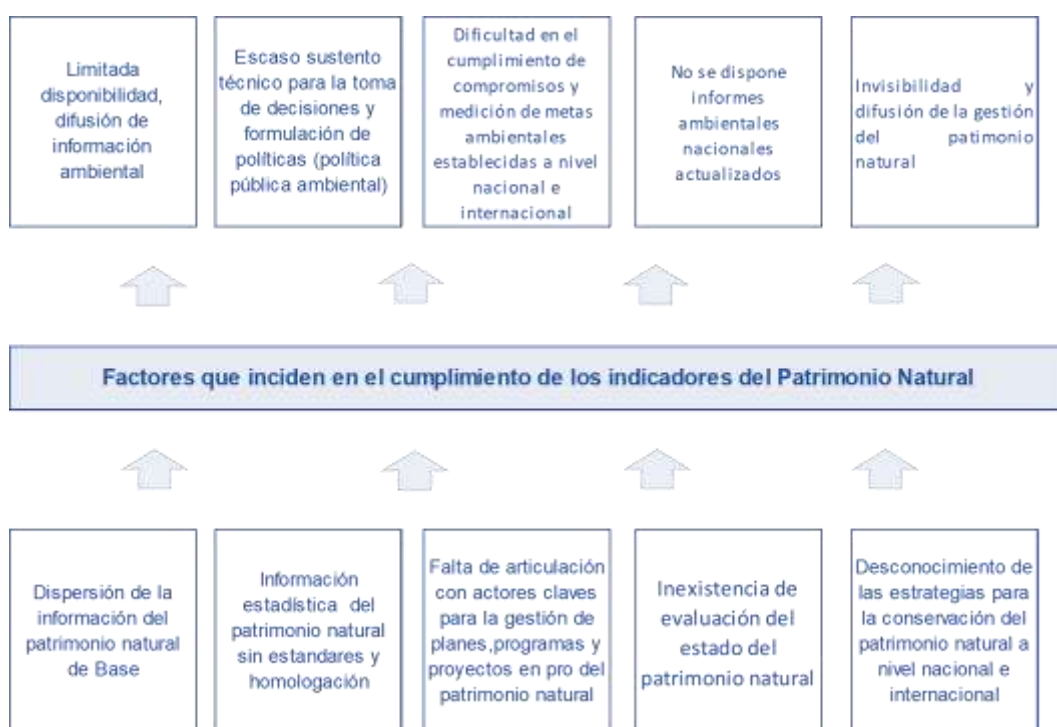 Limitada
disponibilidad,
difusión de
información
ambiental
Escaso sustento
técnico para la toma
de decisiones y
formulación de
políticas (política
pública ambiental)
Dificultad en el
cumplimiento de
compromisos y
medición de metas
ambientales
establecidas a nivel
nacional e
internacional
No se dispone
informes
ambientales
nacionales
actualizados
Invisibilidad y
difusión de la gestión
del patimonio
natural
Factores que inciden en el cumplimiento de los indicadores del Patrimonio Natural
Dispersión de la
información del
patrimonio natural
de Base
Información
estadística del
patrimonio natural
sin estandares y
homologación
Falta de articulación
con actores claves
para la gestión de
planes,programas y
proyectos en pro del
patrimonio natural
Inexistencia de
evaluación del
estado del
patrimonio natural
Desconocimiento de
las estrategias para
la conservación del
patrimonio natural a
nivel nacional e
internacional